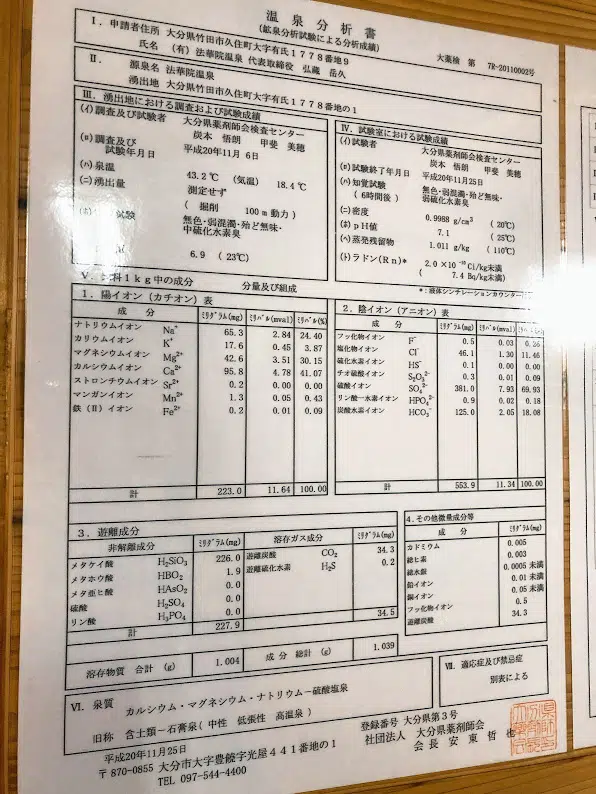 温泉分析書
(鉱泉分析試験による分析成績)
大薬検 第 7R-20110002号
Ⅰ．申請者住所 大分県竹田市久住町大字有氏1778番地9
氏名 (有) 法華院温泉 代表取締役 弘蔵 岳久
Ⅱ． 源泉名 法華院温泉
湧出地 大分県竹田市久住町大字有氏1778番地の1
Ⅲ．湧出地における調査および試験成績
(イ)調査及び試験者 大分県薬剤師会検査センター
炭本 悟朗 甲斐 美穂
(ロ)調査及び
試験年月日 平成20年11月 6日
(ハ)泉温 43.2 ℃ (気温) 18.4 ℃
(ニ)湧出量 測定せず
( 掘削 100 m 動力 )
試験 無色・弱混濁・殆ど無味・
中硫化水素臭
6.9 ( 23℃)
Ⅳ．試験室における試験成績
(イ)試験者 大分県薬剤師会検査センター
炭本 悟朗 甲斐 美穂
(ロ)試験終了年月日 平成20年11月25日
(ハ)知覚試験 無色・弱混濁・殆ど無味・
( 6時間後 ) 弱硫化水素臭
(ニ)密度 0.9988 g/cm³ ( 20℃)
(ホ)pH値 7.1 ( 25℃)
(ヘ)蒸発残留物 1.011 g/kg ( 110℃)
(ト)ラドン(Rn)* 2.0 ×10⁻¹⁰ Ci/kg未満
( 7.4 Bq/kg未満)
*：液体シンチレーションカウンター
Ⅴ 料1kg中の成分 分量及び組成
1．陽イオン (カチオン) 表
成 分 ﾐﾘｸﾞﾗﾑ(mg) ﾐﾘﾊﾞﾙ(mval) ﾐﾘﾊﾞﾙ(%)
ナトリウムイオン Na⁺ 65.3 2.84 24.40
カリウムイオン K⁺ 17.6 0.45 3.87
マグネシウムイオン Mg²⁺ 42.6 3.51 30.15
カルシウムイオン Ca²⁺ 95.8 4.78 41.07
ストロンチウムイオン Sr²⁺ 0.2 0.00 0.00
マンガンイオン Mn²⁺ 1.3 0.05 0.43
鉄 (Ⅱ) イオン Fe²⁺ 0.2 0.01 0.09
計 223.0 11.64 100.00
2．陰イオン (アニオン) 表
成 分 ﾐﾘｸﾞﾗﾑ(mg) ﾐﾘﾊﾞﾙ(mval)
フッ化物イオン F⁻ 0.5 0.03 0.26
塩化物イオン Cl⁻ 46.1 1.30 11.46
硫化水素イオン HS⁻ 0.1 0.00 0.00
チオ硫酸イオン S₂O₃²⁻ 0.3 0.01 0.09
硫酸イオン SO₄²⁻ 381.0 7.93 69.93
リン酸一水素イオン HPO₄²⁻ 0.9 0.02 0.18
炭酸水素イオン HCO₃⁻ 125.0 2.05 18.08
計 553.9 11.34 100.00
3．遊離成分
非解離成分 ﾐﾘｸﾞﾗﾑ(mg)
メタケイ酸 H₂SiO₃ 226.0
メタホウ酸 HBO₂ 1.9
メタ亜ヒ酸 HAsO₂ 0.0
硫酸 H₂SO₄ 0.0
リン酸 H₃PO₄ 0.0
計 227.9
溶存ガス成分 ﾐﾘｸﾞﾗﾑ(mg)
遊離炭酸 CO₂ 34.3
遊離硫化水素 H₂S 0.2
34.5
4.その他微量成分等
成 分 ﾐﾘｸﾞﾗﾑ(mg)
カドミウム 0.005
総ヒ素 0.003
総水銀 0.0005 未満
鉛イオン 0.01 未満
銅イオン 0.05 未満
フッ化物イオン 0.5
遊離炭酸 34.3
溶存物質 合計 (g) 1.004 成 分 総計 (g) 1.039
Ⅵ．泉質 カルシウム・マグネシウム・ナトリウムー硫酸塩泉
旧称 含土類－石膏泉 ( 中性 低張性 高温泉 )
Ⅶ．適応症及び禁忌症
別表による
平成20年11月25日
〒870-0855 大分市大字豊饒字光屋441番地の1
TEL 097-544-4400
登録番号 大分県第3号
社団法人 大分県薬剤師会
会長 安東 哲也